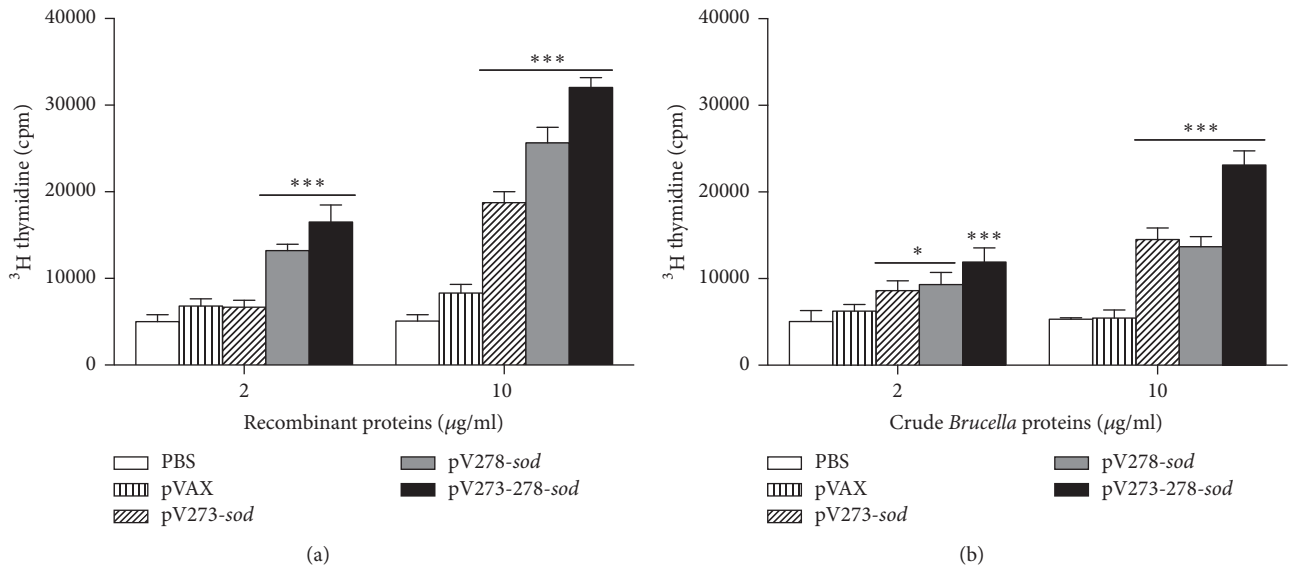 40000
30000
20000
10000
0
³H thymidine (cpm)
***
***
2
10
Recombinant proteins (μg/ml)
PBS
pVAX
pV273-sod
pV278-sod
pV273-278-sod
(a)
40000
30000
20000
10000
0
³H thymidine (cpm)
*
***
***
2
10
Crude Brucella proteins (μg/ml)
PBS
pVAX
pV273-sod
pV278-sod
pV273-278-sod
(b)